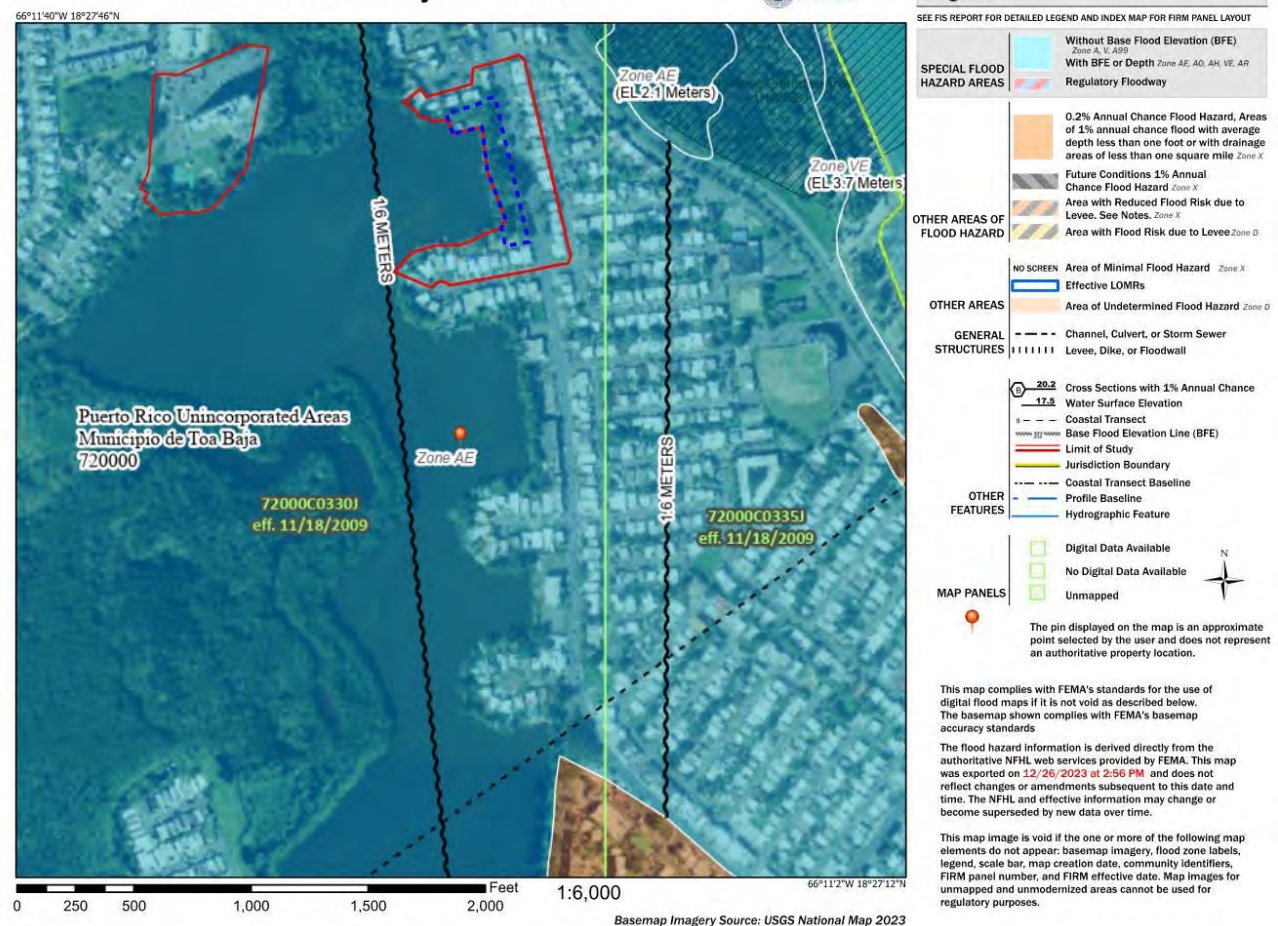 66°11'40"W 18°27'46"N
Zone AE
(EL 2.1 Meters)
Zone VE
(EL 3.7 Meters)
1.6 METERS
Puerto Rico Unincorporated Areas
Municipio de Toa Baja
720000
Zone AE
1.6 METERS
72000C0330J
eff. 11/18/2009
72000C0335J
eff. 11/18/2009
Feet
1:6,000
66°11'2"W 18°27'12"N
0 250 500 1,000 1,500 2,000
Basemap Imagery Source: USGS National Map 2023
SEE FIS REPORT FOR DETAILED LEGEND AND INDEX MAP FOR FIRM PANEL LAYOUT
SPECIAL FLOOD
HAZARD AREAS
Without Base Flood Elevation (BFE)
Zone A, V, A99
With BFE or Depth Zone AE, AO, AH, VE, AR
Regulatory Floodway
OTHER AREAS OF
FLOOD HAZARD
0.2% Annual Chance Flood Hazard, Areas
of 1% annual chance flood with average
depth less than one foot or with drainage
areas of less than one square mile Zone X
Future Conditions 1% Annual
Chance Flood Hazard Zone X
Area with Reduced Flood Risk due to
Levee. See Notes. Zone X
Area with Flood Risk due to Levee Zone D
OTHER AREAS
NO SCREEN Area of Minimal Flood Hazard Zone X
Effective LOMRs
Area of Undetermined Flood Hazard Zone D
GENERAL
STRUCTURES
Channel, Culvert, or Storm Sewer
Levee, Dike, or Floodwall
OTHER
FEATURES
B 20.2 Cross Sections with 1% Annual Chance
17.5 Water Surface Elevation
8 Coastal Transect
513 Base Flood Elevation Line (BFE)
Limit of Study
Jurisdiction Boundary
Coastal Transect Baseline
Profile Baseline
Hydrographic Feature
MAP PANELS
Digital Data Available
No Digital Data Available
Unmapped
N
The pin displayed on the map is an approximate
point selected by the user and does not represent
an authoritative property location.
This map complies with FEMA's standards for the use of
digital flood maps if it is not void as described below.
The basemap shown complies with FEMA's basemap
accuracy standards
The flood hazard information is derived directly from the
authoritative NFHL web services provided by FEMA. This map
was exported on 12/26/2023 at 2:56 PM and does not
reflect changes or amendments subsequent to this date and
time. The NFHL and effective information may change or
become superseded by new data over time.
This map image is void if the one or more of the following map
elements do not appear: basemap imagery, flood zone labels,
legend, scale bar, map creation date, community identifiers,
FIRM panel number, and FIRM effective date. Map images for
unmapped and unmodernized areas cannot be used for
regulatory purposes.